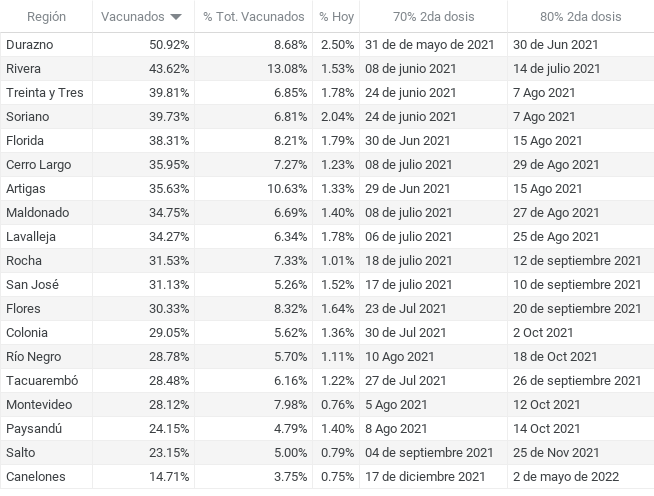 Región Vacunados % Tot. Vacunados % Hoy 70% 2da dosis 80% 2da dosis
Durazno 50.92% 8.68% 2.50% 31 de de mayo de 2021 30 de Jun 2021
Rivera 43.62% 13.08% 1.53% 08 de junio 2021 14 de julio 2021
Treinta y Tres 39.81% 6.85% 1.78% 24 de junio 2021 7 Ago 2021
Soriano 39.73% 6.81% 2.04% 24 de junio 2021 7 Ago 2021
Florida 38.31% 8.21% 1.79% 30 de Jun 2021 15 Ago 2021
Cerro Largo 35.95% 7.27% 1.23% 08 de julio 2021 29 de Ago 2021
Artigas 35.63% 10.63% 1.33% 29 de Jun 2021 15 Ago 2021
Maldonado 34.75% 6.69% 1.40% 08 de julio 2021 27 de Ago 2021
Lavalleja 34.27% 6.34% 1.78% 06 de julio 2021 25 de Ago 2021
Rocha 31.53% 7.33% 1.01% 18 de julio 2021 12 de septiembre 2021
San José 31.13% 5.26% 1.52% 17 de julio 2021 10 de septiembre 2021
Flores 30.33% 8.32% 1.64% 23 de Jul 2021 20 de septiembre 2021
Colonia 29.05% 5.62% 1.36% 30 de Jul 2021 2 Oct 2021
Río Negro 28.78% 5.70% 1.11% 10 Ago 2021 18 de Oct 2021
Tacuarembó 28.48% 6.16% 1.22% 27 de Jul 2021 26 de septiembre 2021
Montevideo 28.12% 7.98% 0.76% 5 Ago 2021 12 Oct 2021
Paysandú 24.15% 4.79% 1.40% 8 Ago 2021 14 Oct 2021
Salto 23.15% 5.00% 0.79% 04 de septiembre 2021 25 de Nov 2021
Canelones 14.71% 3.75% 0.75% 17 de diciembre 2021 2 de mayo de 2022